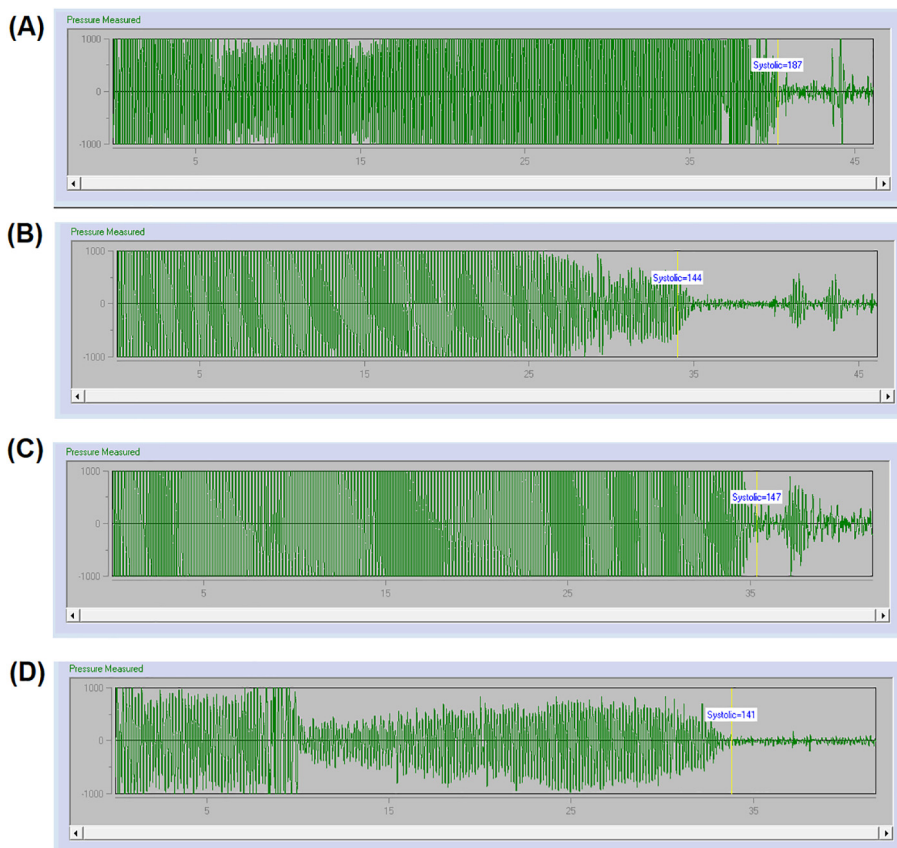 (A)
Pressure Measured
1000
Systolic=187
0
-1000
5 15 25 35 45
(B)
Pressure Measured
1000
Systolic=144
0
-1000
5 15 25 35 45
(C)
Pressure Measured
1000
Systolic=147
0
-1000
5 15 25 35
(D)
Pressure Measured
1000
Systolic=141
0
-1000
5 15 25 35